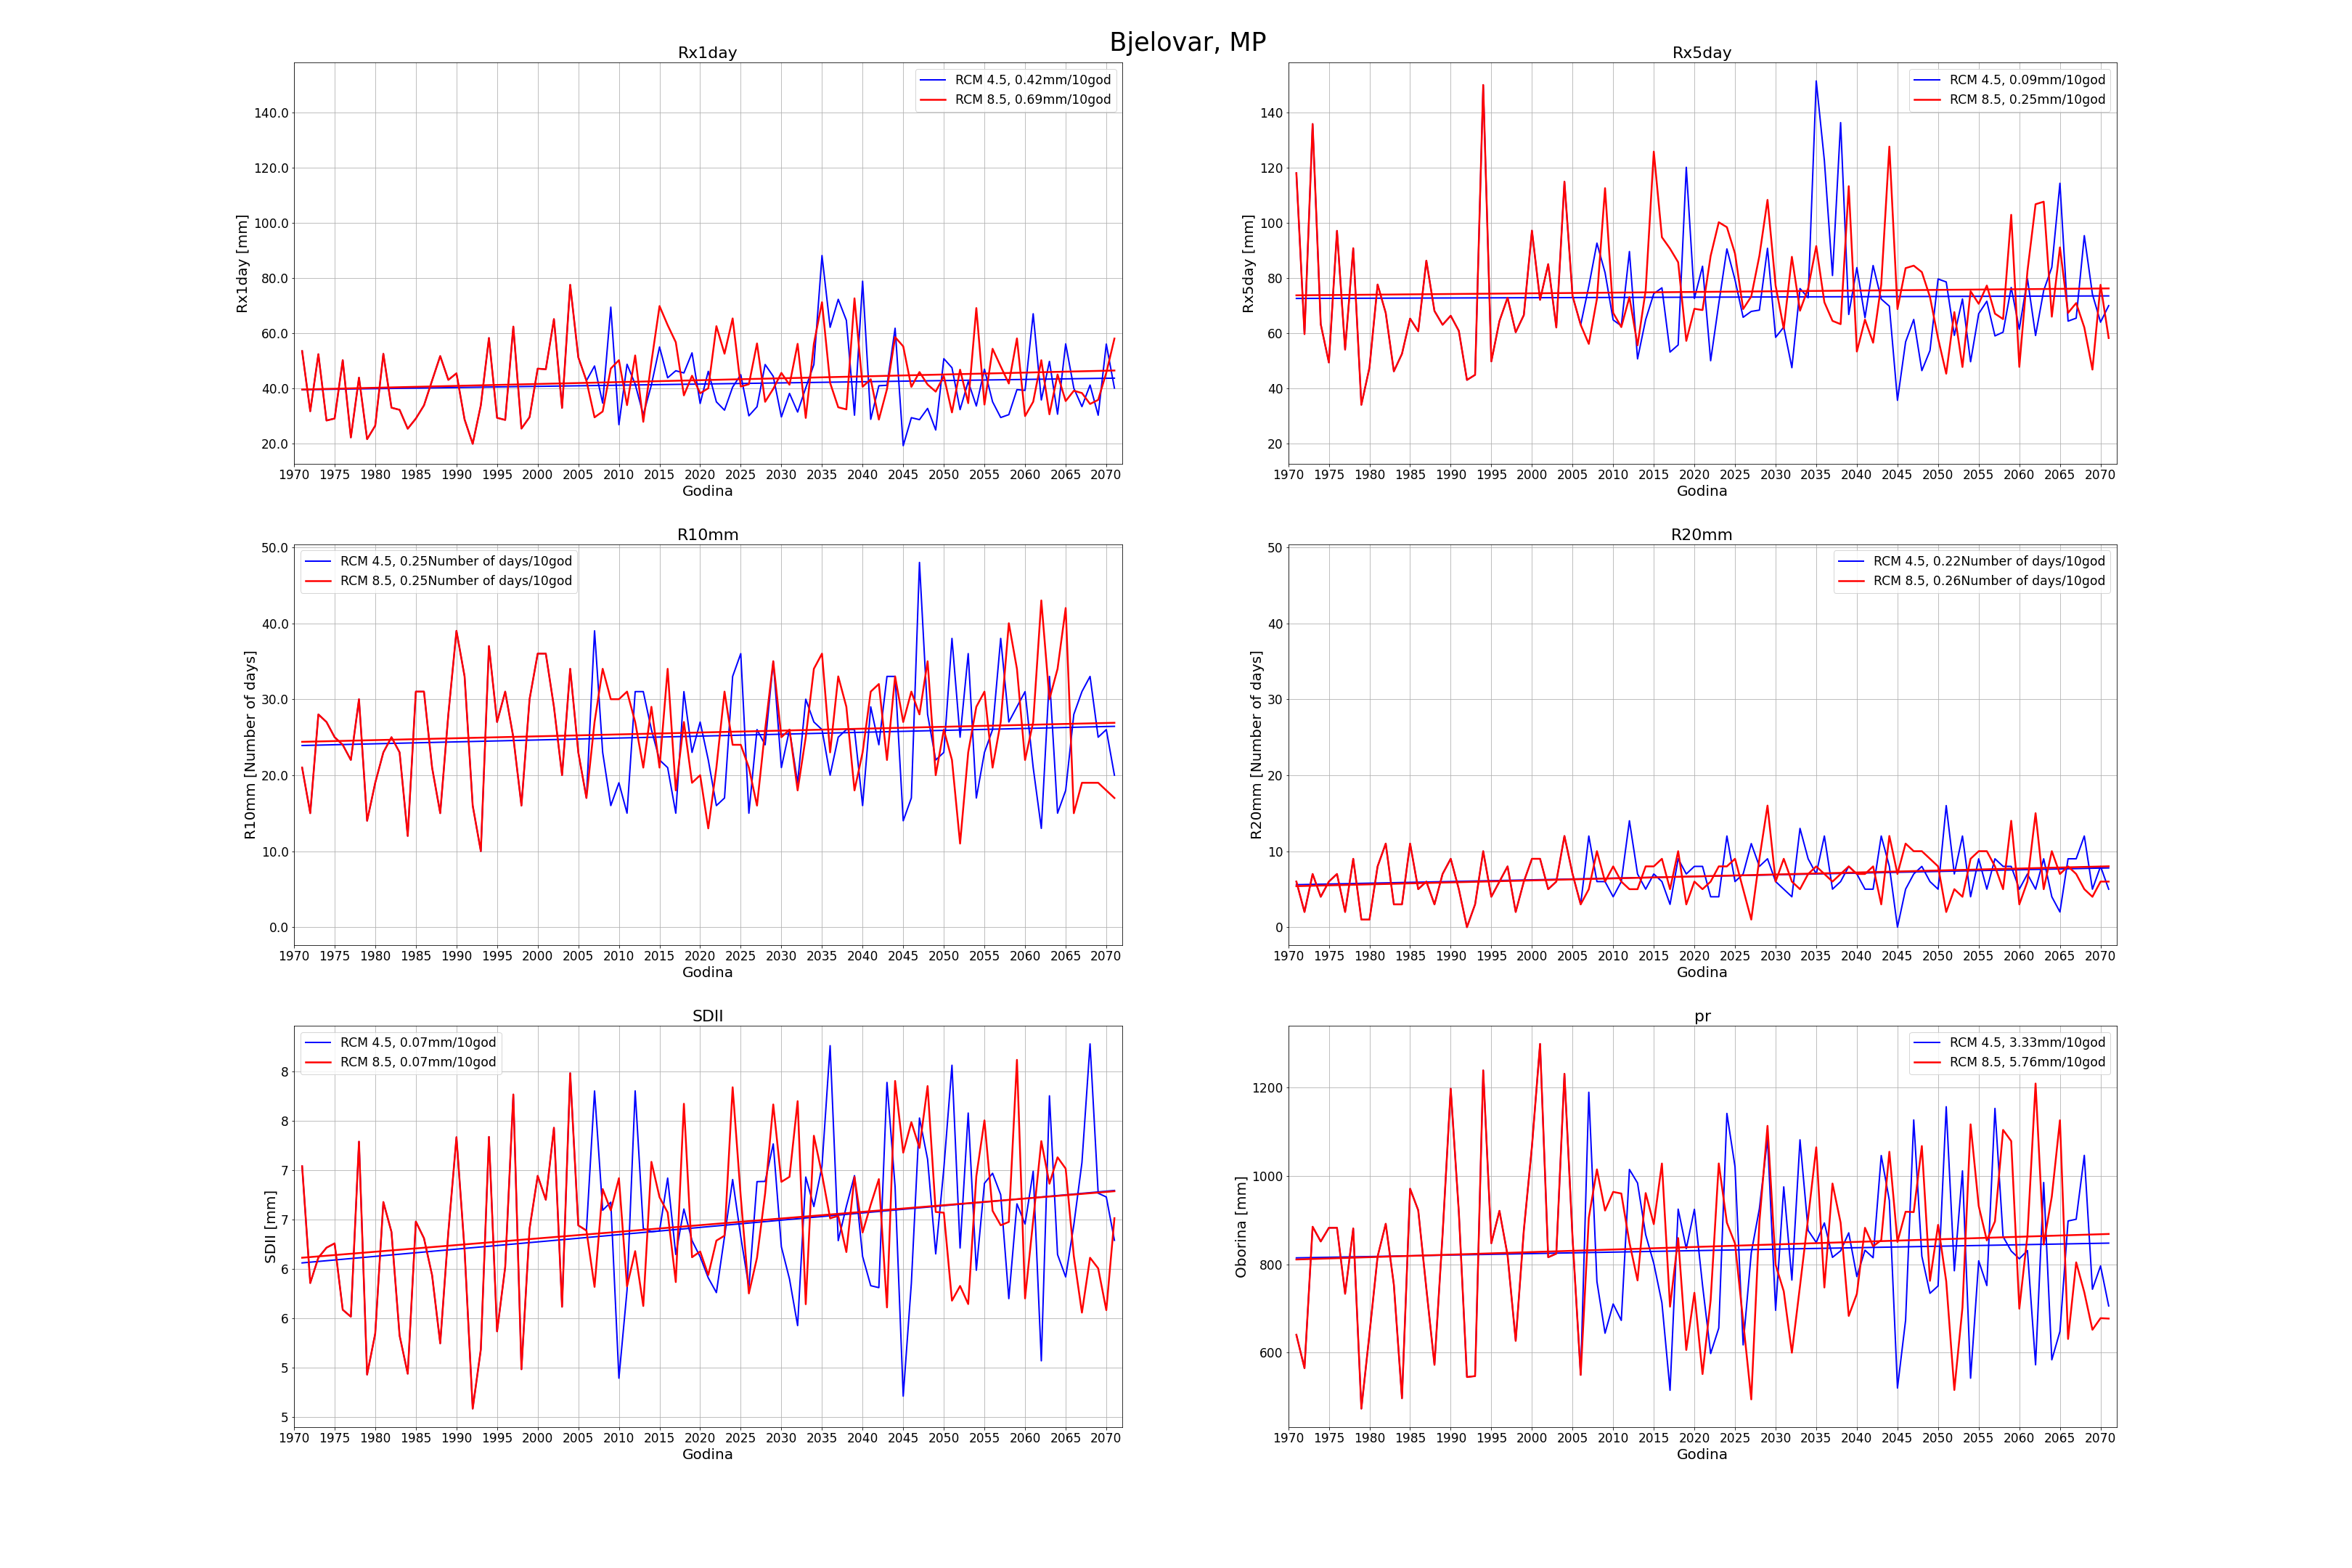 Bjelovar, MP
Rx1day
RCM 4.5, 0.42mm/10god
RCM 8.5, 0.69mm/10god
Rx1day [mm]
140.0
120.0
100.0
80.0
60.0
40.0
20.0
1970 1975 1980 1985 1990 1995 2000 2005 2010 2015 2020 2025 2030 2035 2040 2045 2050 2055 2060 2065 2070
Godina
Rx5day
RCM 4.5, 0.09mm/10god
RCM 8.5, 0.25mm/10god
Rx5day [mm]
140
120
100
80
60
40
20
1970 1975 1980 1985 1990 1995 2000 2005 2010 2015 2020 2025 2030 2035 2040 2045 2050 2055 2060 2065 2070
Godina
R10mm
RCM 4.5, 0.25Number of days/10god
RCM 8.5, 0.25Number of days/10god
R10mm [Number of days]
50.0
40.0
30.0
20.0
10.0
0.0
1970 1975 1980 1985 1990 1995 2000 2005 2010 2015 2020 2025 2030 2035 2040 2045 2050 2055 2060 2065 2070
Godina
R20mm
RCM 4.5, 0.22Number of days/10god
RCM 8.5, 0.26Number of days/10god
R20mm [Number of days]
50
40
30
20
10
0
1970 1975 1980 1985 1990 1995 2000 2005 2010 2015 2020 2025 2030 2035 2040 2045 2050 2055 2060 2065 2070
Godina
SDII
RCM 4.5, 0.07mm/10god
RCM 8.5, 0.07mm/10god
SDII [mm]
8
8
7
7
6
6
5
5
1970 1975 1980 1985 1990 1995 2000 2005 2010 2015 2020 2025 2030 2035 2040 2045 2050 2055 2060 2065 2070
Godina
pr
RCM 4.5, 3.33mm/10god
RCM 8.5, 5.76mm/10god
Oborina [mm]
1200
1000
800
600
1970 1975 1980 1985 1990 1995 2000 2005 2010 2015 2020 2025 2030 2035 2040 2045 2050 2055 2060 2065 2070
Godina